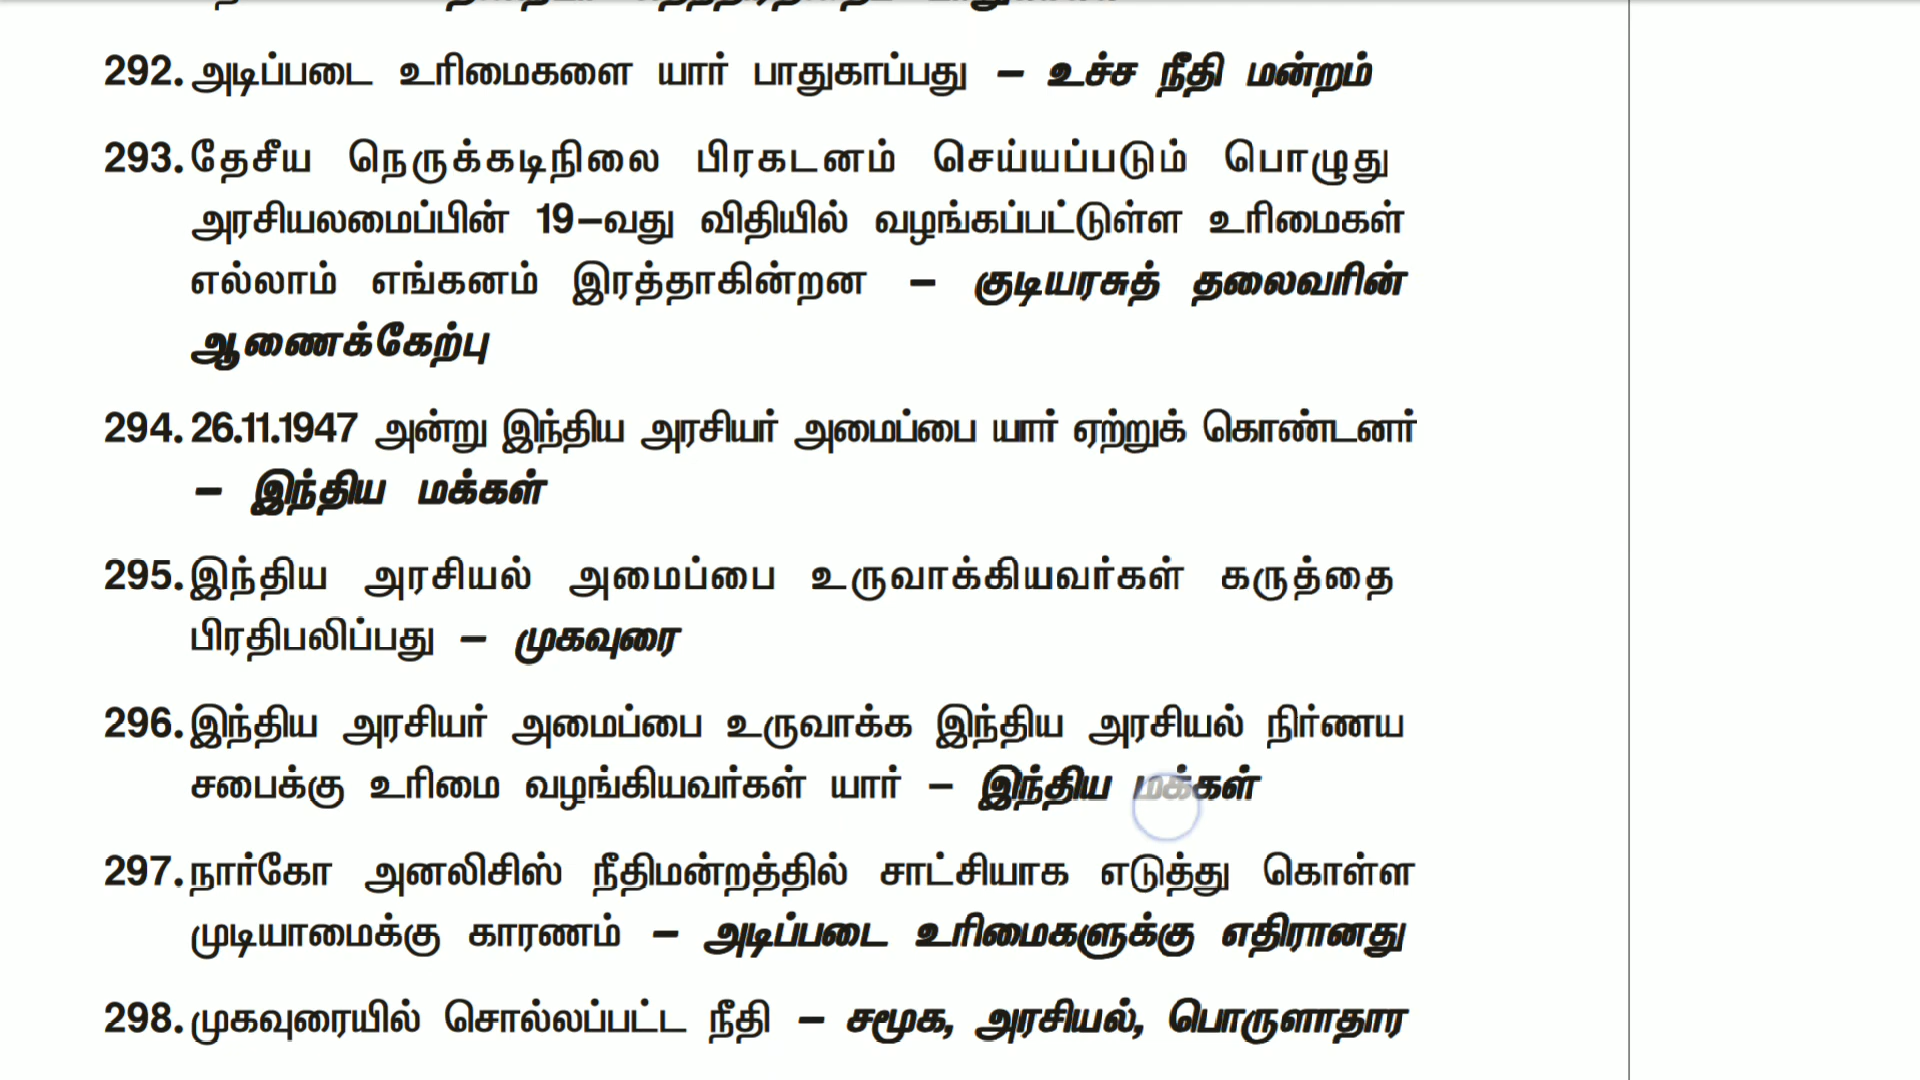 292. அடிப்படை உரிமைகளை யார் பாதுகாப்பது – உச்ச நீதி மன்றம்
293. தேசீய நெருக்கடிநிலை பிரகடனம் செய்யப்படும் பொழுது
அரசியலமைப்பின் 19–வது விதியில் வழங்கப்பட்டுள்ள உரிமைகள்
எல்லாம் எங்கனம் இரத்தாகின்றன – குடியரசுத் தலைவரின்
ஆணைக்கேற்பு
294. 26.11.1947 அன்று இந்திய அரசியர் அமைப்பை யார் ஏற்றுக் கொண்டனர்
– இந்திய மக்கள்
295. இந்திய அரசியல் அமைப்பை உருவாக்கியவர்கள் கருத்தை
பிரதிபலிப்பது – முகவுரை
296. இந்திய அரசியர் அமைப்பை உருவாக்க இந்திய அரசியல் நிர்ணய
சபைக்கு உரிமை வழங்கியவர்கள் யார் – இந்திய மக்கள்
297. நார்கோ அனலிசிஸ் நீதிமன்றத்தில் சாட்சியாக எடுத்து கொள்ள
முடியாமைக்கு காரணம் – அடிப்படை உரிமைகளுக்கு எதிரானது
298. முகவுரையில் சொல்லப்பட்ட நீதி – சமூக, அரசியல், பொருளாதார